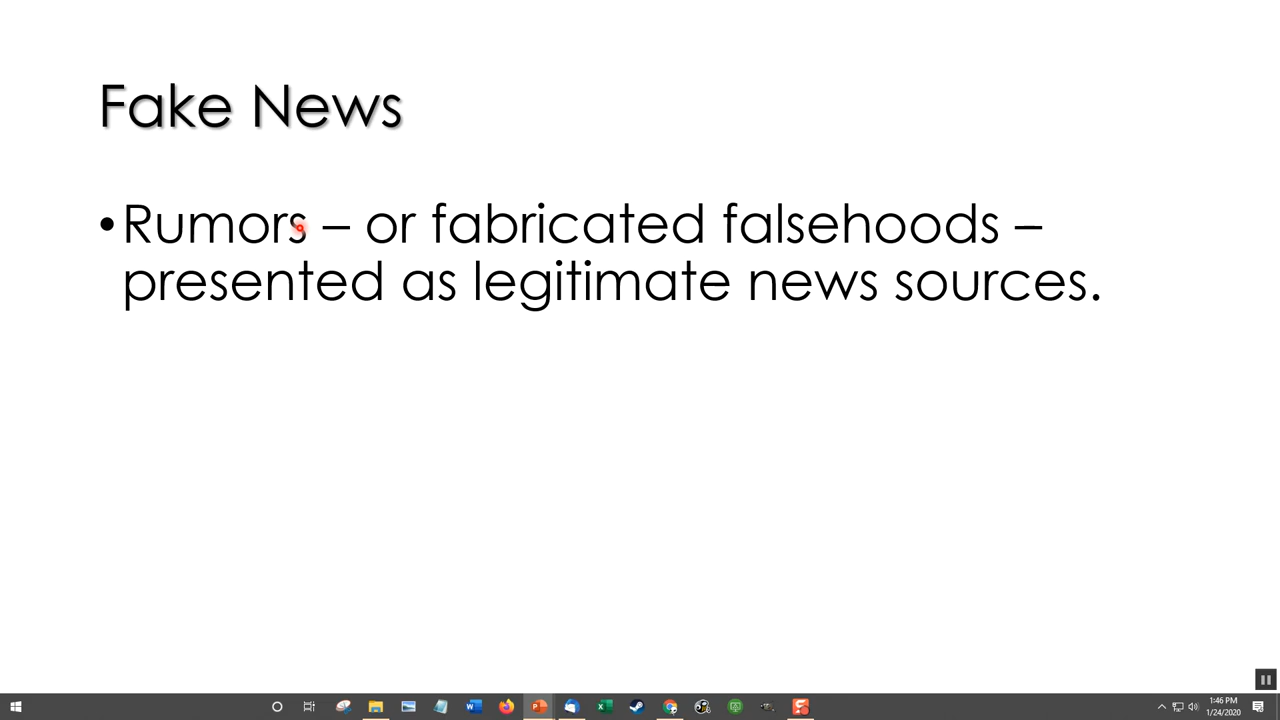 Fake News
•Rumors – or fabricated falsehoods –
presented as legitimate news sources.
1:46 PM
1/24/2020